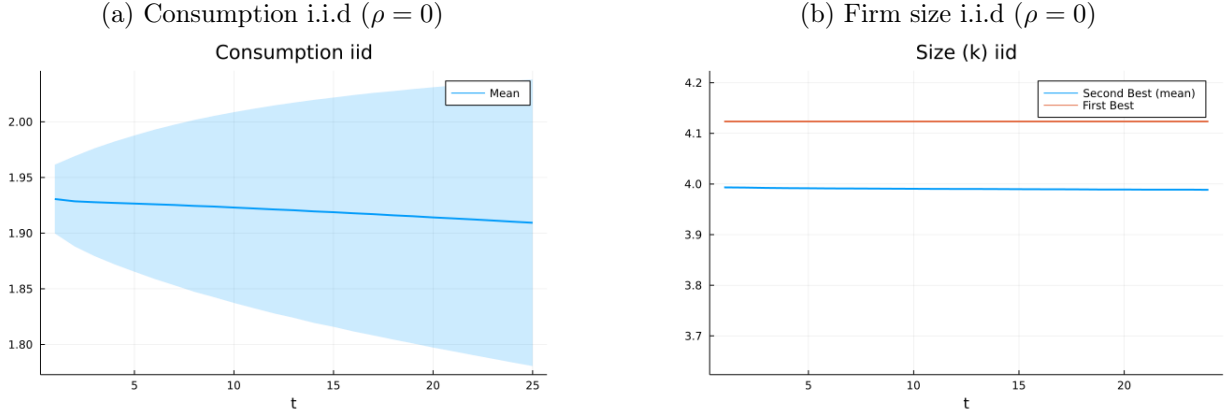 (a) Consumption i.i.d (ρ = 0)
Consumption iid
Mean
2.00
1.95
1.90
1.85
1.80
5
10
15
20
25
t
(b) Firm size i.i.d (ρ = 0)
Size (k) iid
Second Best (mean)
First Best
4.2
4.1
4.0
3.9
3.8
3.7
5
10
15
20
t